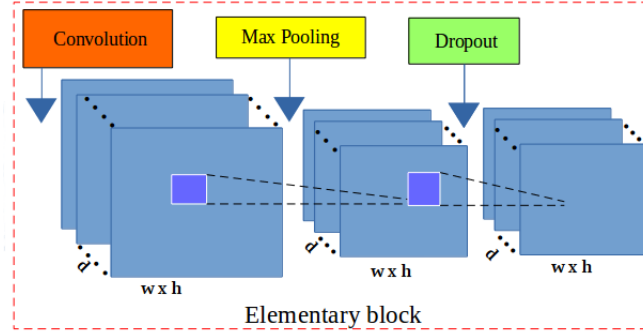 Convolution
Max Pooling
Dropout
d
w x h
d
w x h
d
w x h
Elementary block